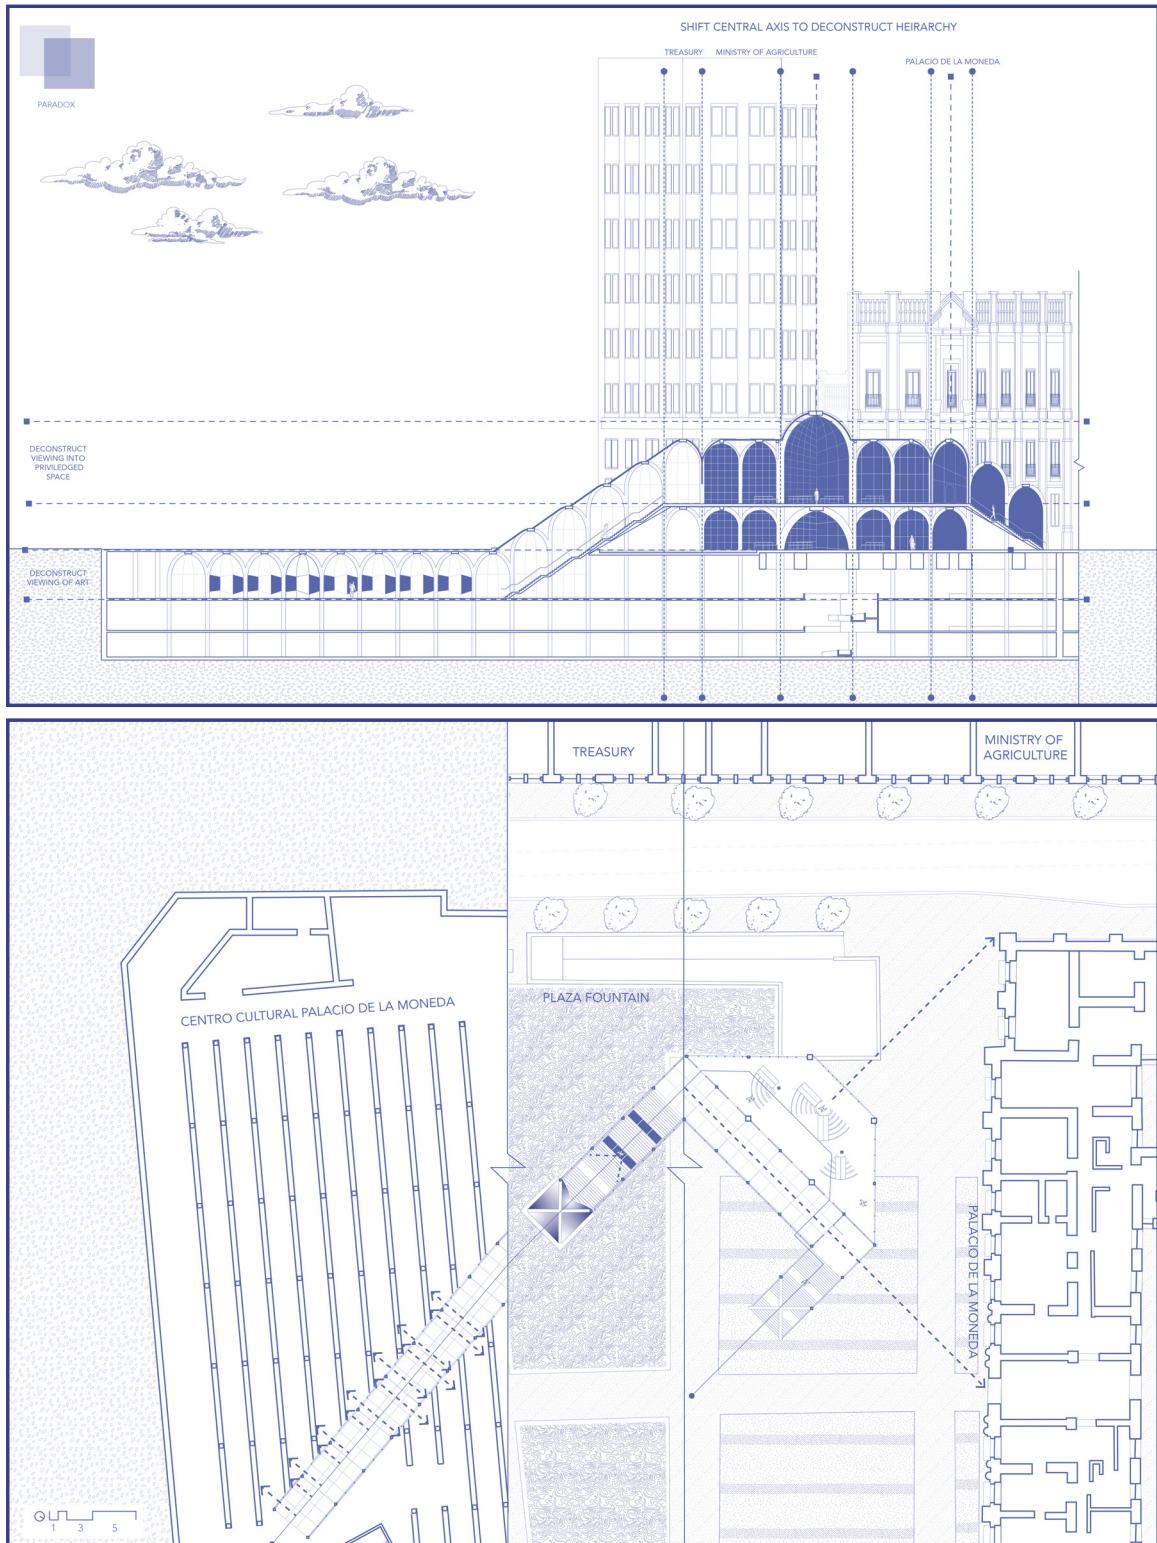 SHIFT CENTRAL AXIS TO DECONSTRUCT HEIRARCHY
TREASURY
MINISTRY OF AGRICULTURE
PALACIO DE LA MONEDA
PARADOX
DECONSTRUCT
VIEWING INTO
PRIVILEDGED
SPACE
DECONSTRUCT
VIEWING OF ART
TREASURY
MINISTRY OF
AGRICULTURE
PLAZA FOUNTAIN
CENTRO CULTURAL PALACIO DE LA MONEDA
PALACIO DE LA MONEDA
1 3 5